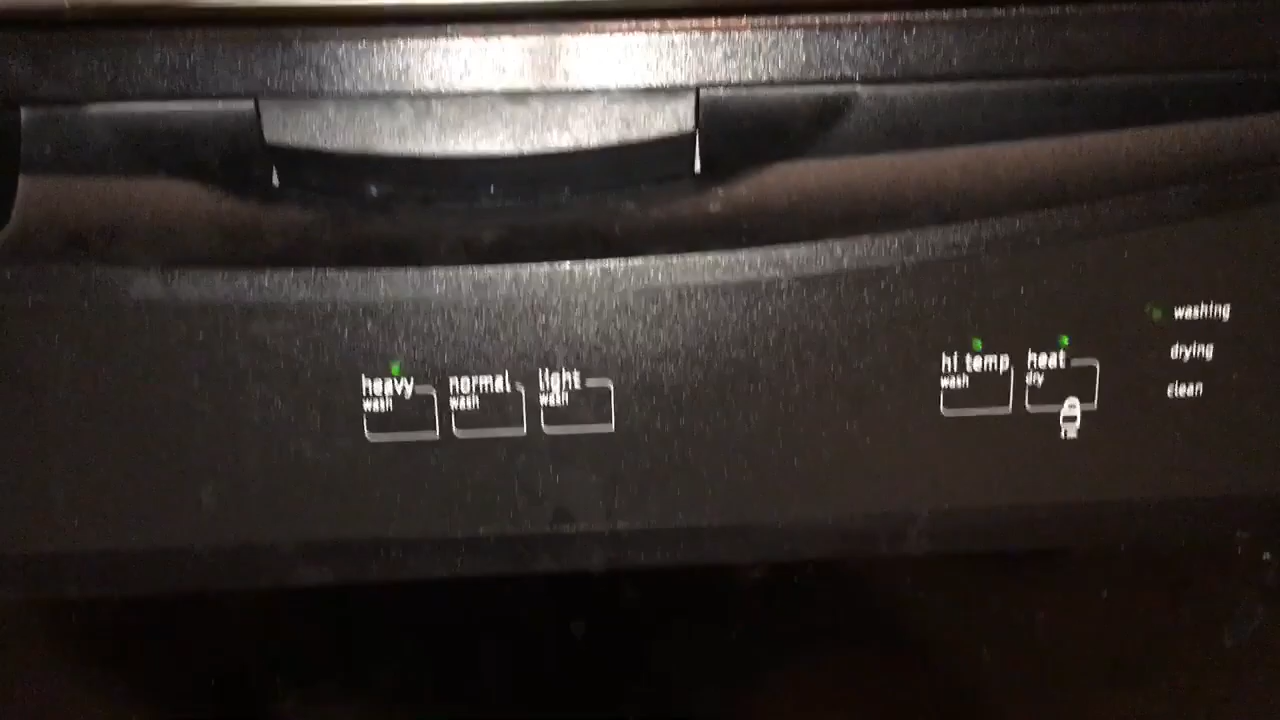 heavy
wash
normal
wash
light
wash
hi temp
wash
heat
dry
washing
drying
clean